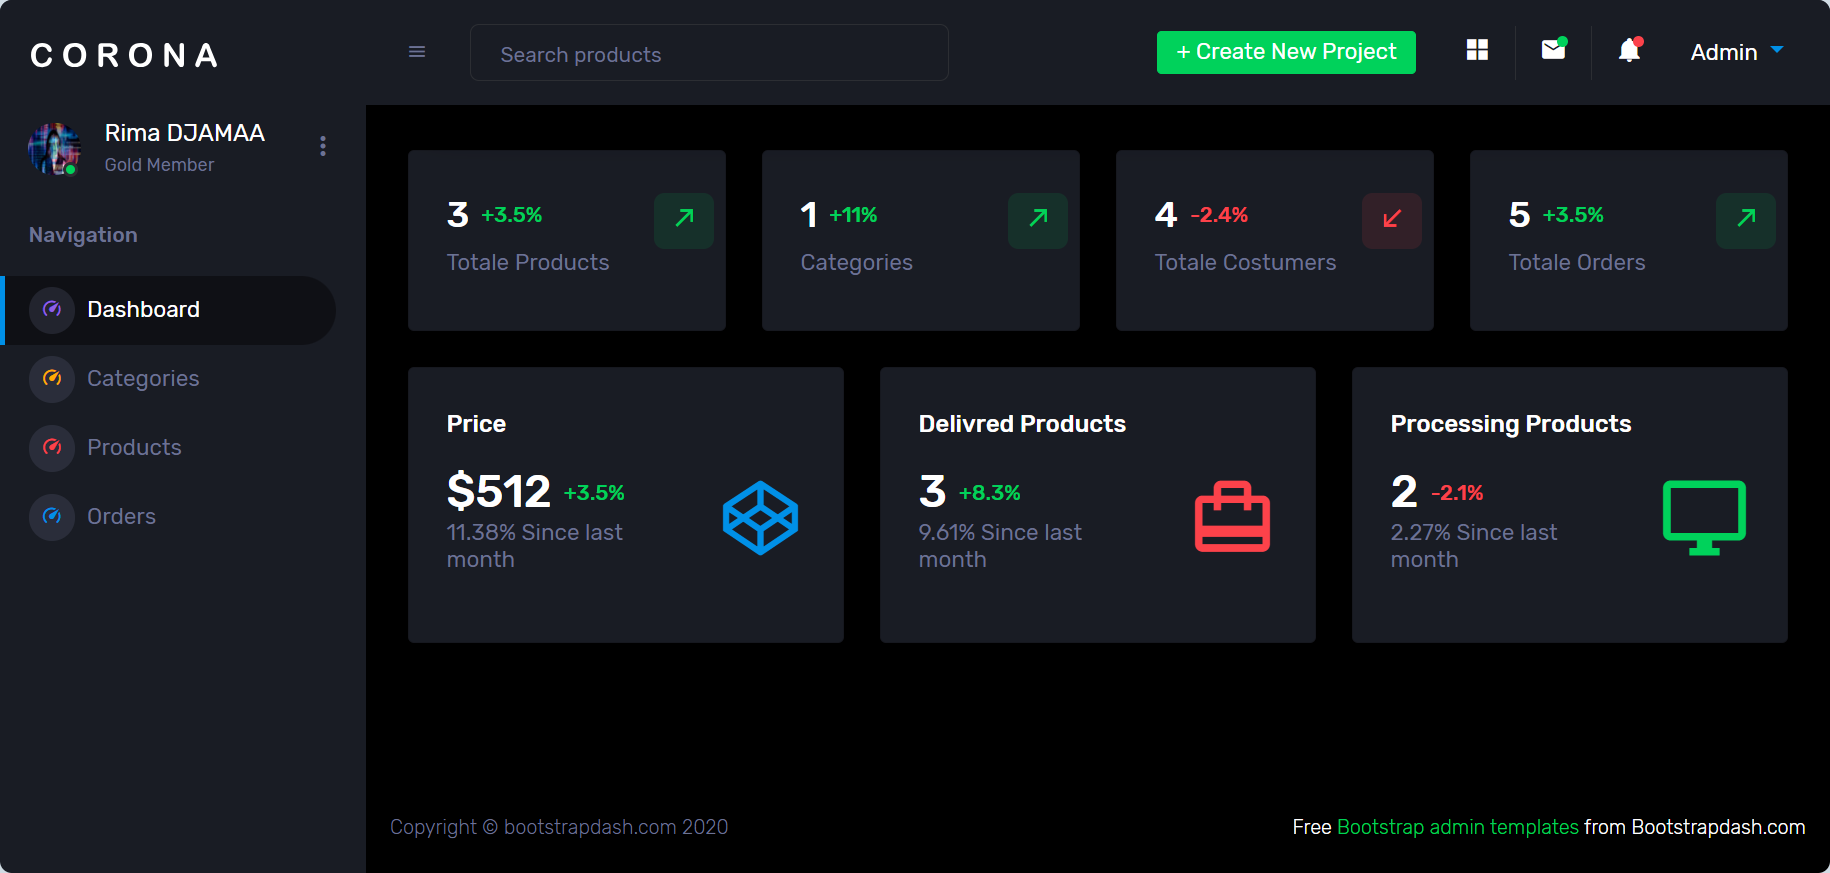 CORONA
Search products
+ Create New Project
Admin
Rima DJAMAA
Gold Member
Navigation
Dashboard
Categories
Products
Orders
3 +3.5%
Totale Products
1 +11%
Categories
4 -2.4%
Totale Costumers
5 +3.5%
Totale Orders
Price
$512 +3.5%
11.38% Since last
month
Delivred Products
3 +8.3%
9.61% Since last
month
Processing Products
2 -2.1%
2.27% Since last
month
Copyright © bootstrapdash.com 2020
Free Bootstrap admin templates from Bootstrapdash.com